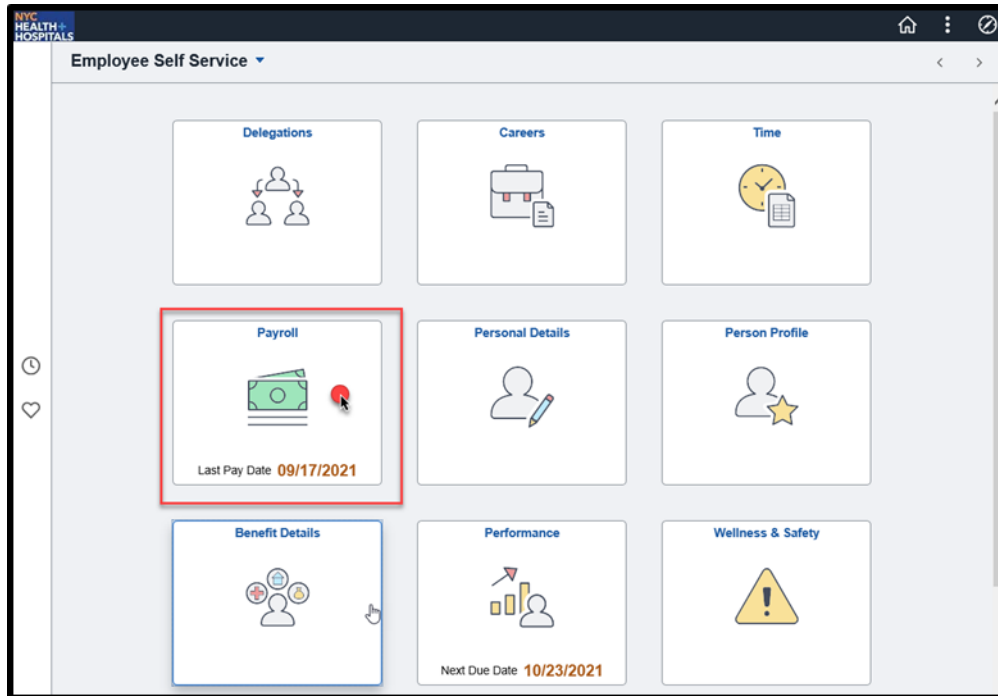 NYC
HEALTH+
HOSPITALS
Employee Self Service
Delegations
Careers
Time
Payroll
Last Pay Date 09/17/2021
Personal Details
Person Profile
Benefit Details
Performance
Next Due Date 10/23/2021
Wellness & Safety